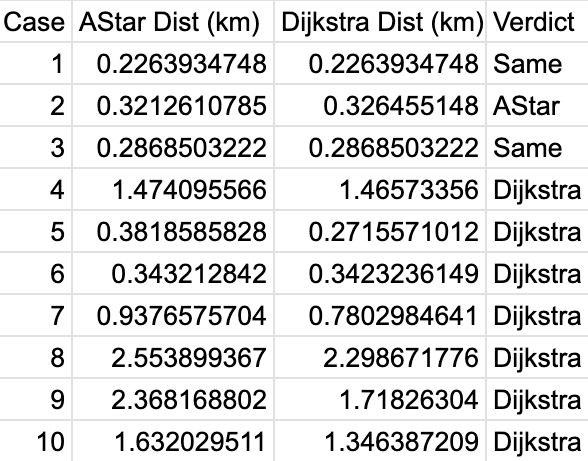 Case AStar Dist (km) Dijkstra Dist (km) Verdict
1 0.2263934748 0.2263934748 Same
2 0.3212610785 0.326455148 AStar
3 0.2868503222 0.2868503222 Same
4 1.474095566 1.46573356 Dijkstra
5 0.3818585828 0.2715571012 Dijkstra
6 0.343212842 0.3423236149 Dijkstra
7 0.9376575704 0.7802984641 Dijkstra
8 2.553899367 2.298671776 Dijkstra
9 2.368168802 1.71826304 Dijkstra
10 1.632029511 1.346387209 Dijkstra